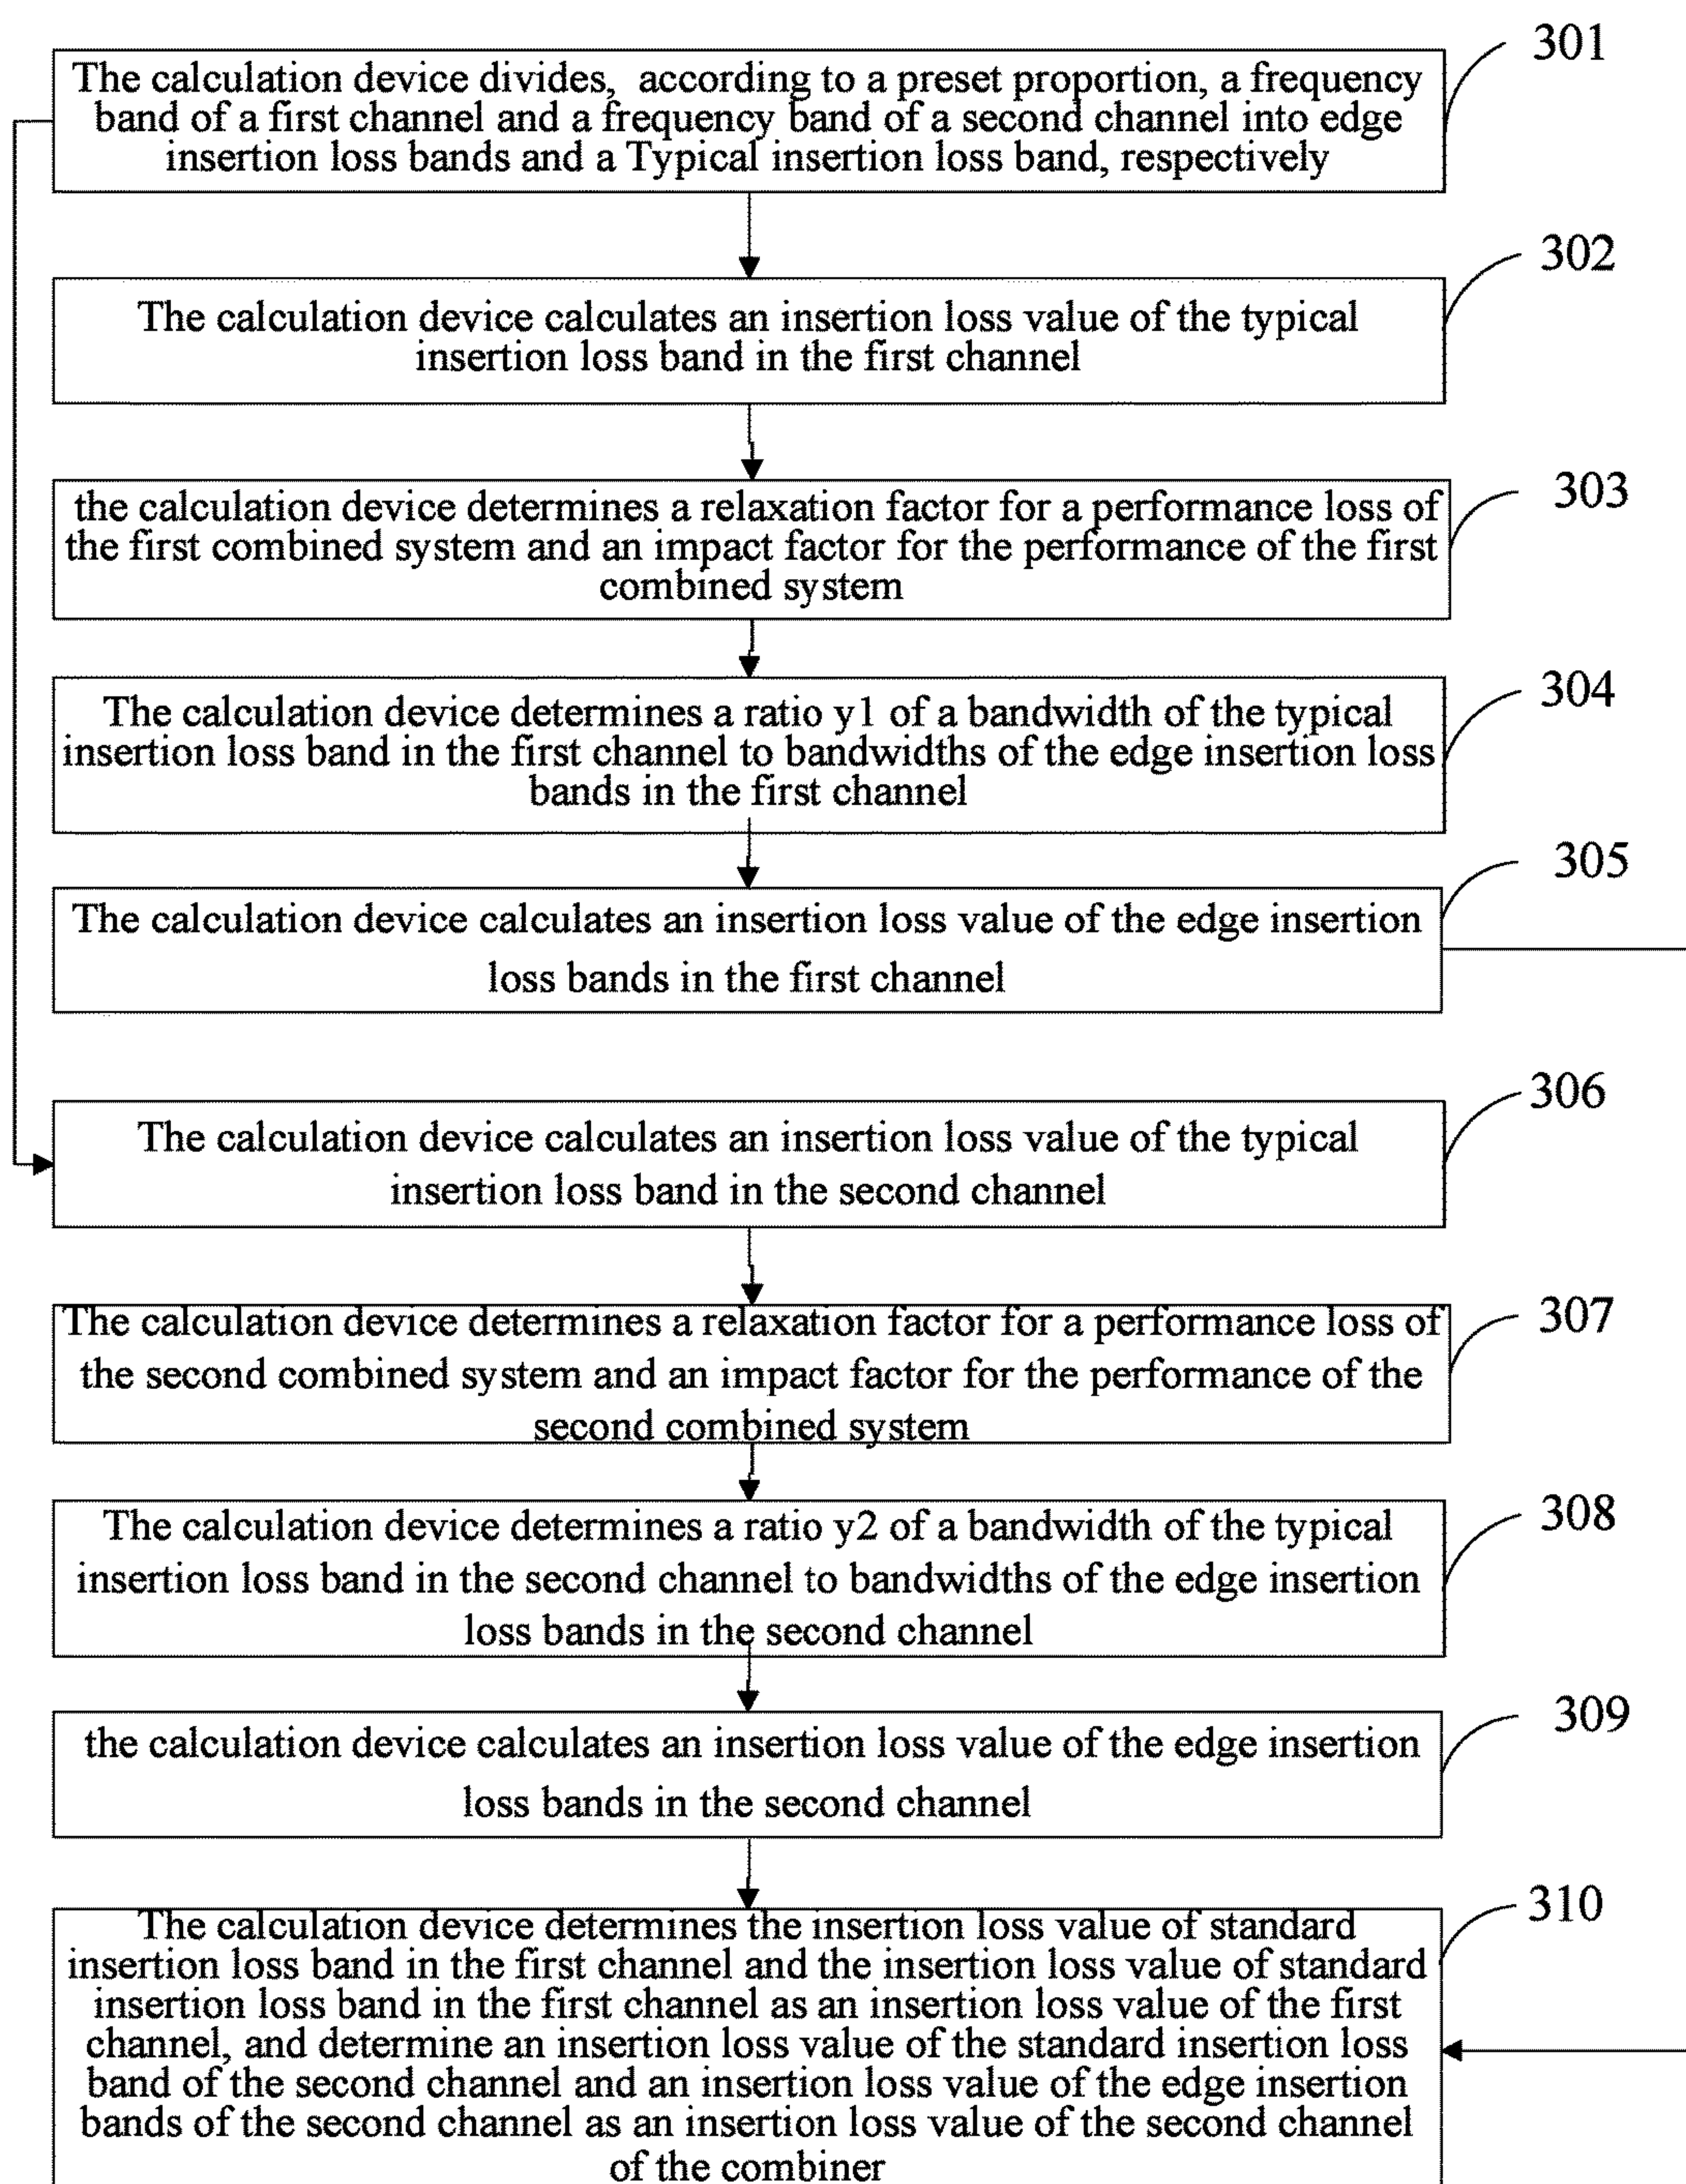 301
The calculation device divides, according to a preset proportion, a frequency
band of a first channel and a frequency band of a second channel into edge
insertion loss bands and a Typical insertion loss band, respectively
302
The calculation device calculates an insertion loss value of the typical
insertion loss band in the first channel
303
the calculation device determines a relaxation factor for a performance loss of
the first combined system and an impact factor for the performance of the first
combined system
304
The calculation device determines a ratio y1 of a bandwidth of the typical
insertion loss band in the first channel to bandwidths of the edge insertion loss
bands in the first channel
305
The calculation device calculates an insertion loss value of the edge insertion
loss bands in the first channel
306
The calculation device calculates an insertion loss value of the typical
insertion loss band in the second channel
307
The calculation device determines a relaxation factor for a performance loss of
the second combined system and an impact factor for the performance of the
second combined system
308
The calculation device determines a ratio y2 of a bandwidth of the typical
insertion loss band in the second channel to bandwidths of the edge insertion
loss bands in the second channel
309
the calculation device calculates an insertion loss value of the edge insertion
loss bands in the second channel
310
The calculation device determines the insertion loss value of standard
insertion loss band in the first channel and the insertion loss value of standard
insertion loss band in the first channel as an insertion loss value of the first
channel, and determine an insertion loss value of the standard insertion loss
band of the second channel and an insertion loss value of the edge insertion
bands of the second channel as an insertion loss value of the second channel
of the combiner